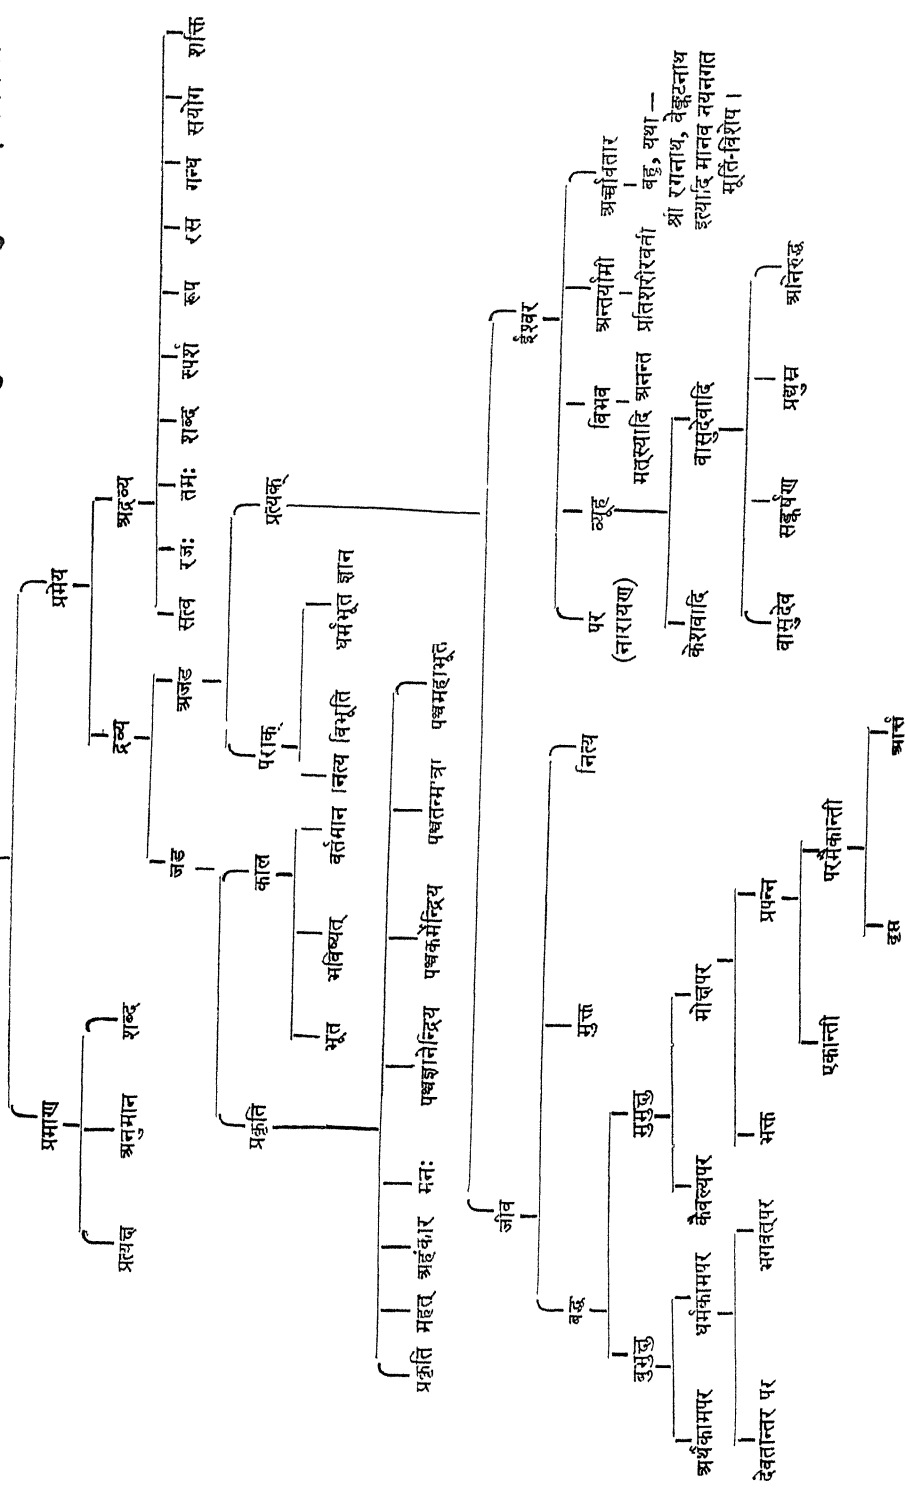 प्रमाण
प्रमेय
प्रत्यक्ष
अनुमान
शब्द
द्रव्य
अद्रव्य
जड
अजड
सत्व
रजः
तमः
शब्द
स्पर्श
रूप
रस
गन्ध
सयोग
शक्ति
प्रकृति
काल
पराक्
प्रत्यक्
भूत
भविष्यत्
वर्तमान
नित्य विभूति
धर्मभूत ज्ञान
प्रकृति
महत्
अहंकार
मनः
पञ्चज्ञानेन्द्रिय
पञ्चकर्मेन्द्रिय
पञ्चतन्मात्रा
पञ्चमहाभूत
जीव
ईश्वर
बद्ध
मुक्त
नित्य
पर
(नारायण)
व्यूह
विभव
मत्स्यादि अनन्त
अन्तर्यामी
प्रतिशरीरवर्ती
अर्चावतार
बहु, यथा —
श्री रगनाथ, वेङ्कटनाथ
इत्यादि मानव नयनगत
मूर्ति-विशेष ।
बुभुक्षु
मुमुक्षु
केशवादि
वासुदेवादि
अर्थकामपर
धर्मकामपर
कैवल्यपर
मोक्षपर
वासुदेव
सङ्कर्षण
प्रद्युम्न
अनिरुद्ध
देवतान्तर पर
भगवत्पर
भक्त
प्रपन्न
एकान्ती
परमैकान्ती
दृप्त
आर्त्त